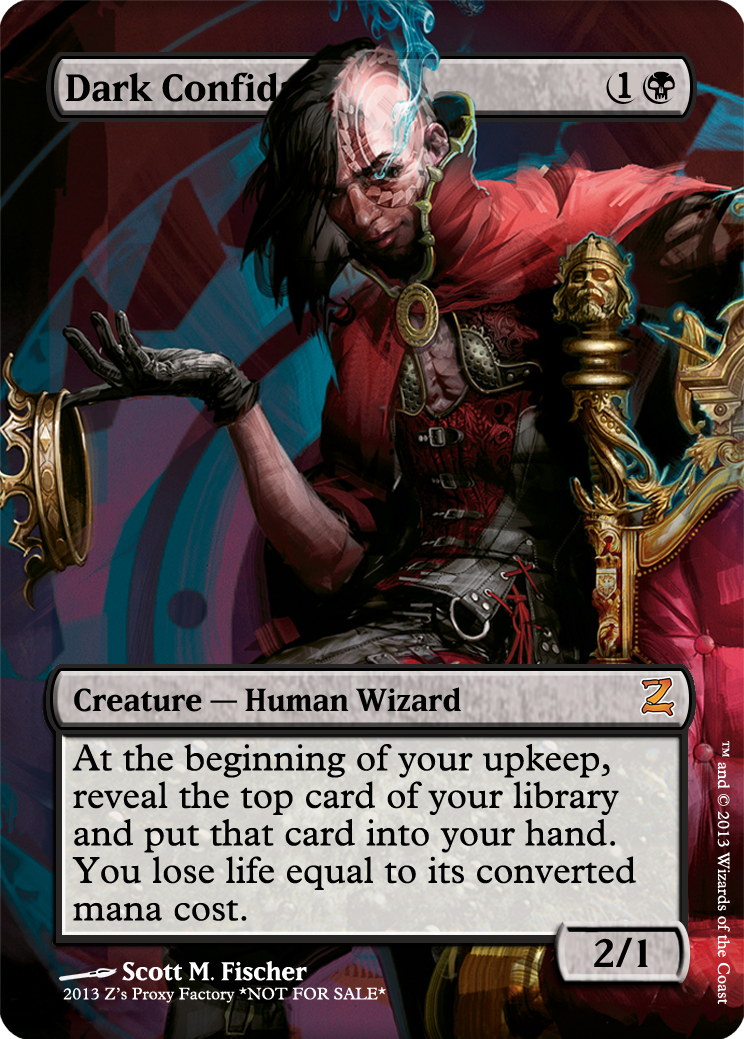 Dark Confid
1
Creature — Human Wizard
Z
At the beginning of your upkeep,
reveal the top card of your library
and put that card into your hand.
You lose life equal to its converted
mana cost.
2/1
Scott M. Fischer
2013 Z's Proxy Factory *NOT FOR SALE*
™ and © 2013 Wizards of the Coast